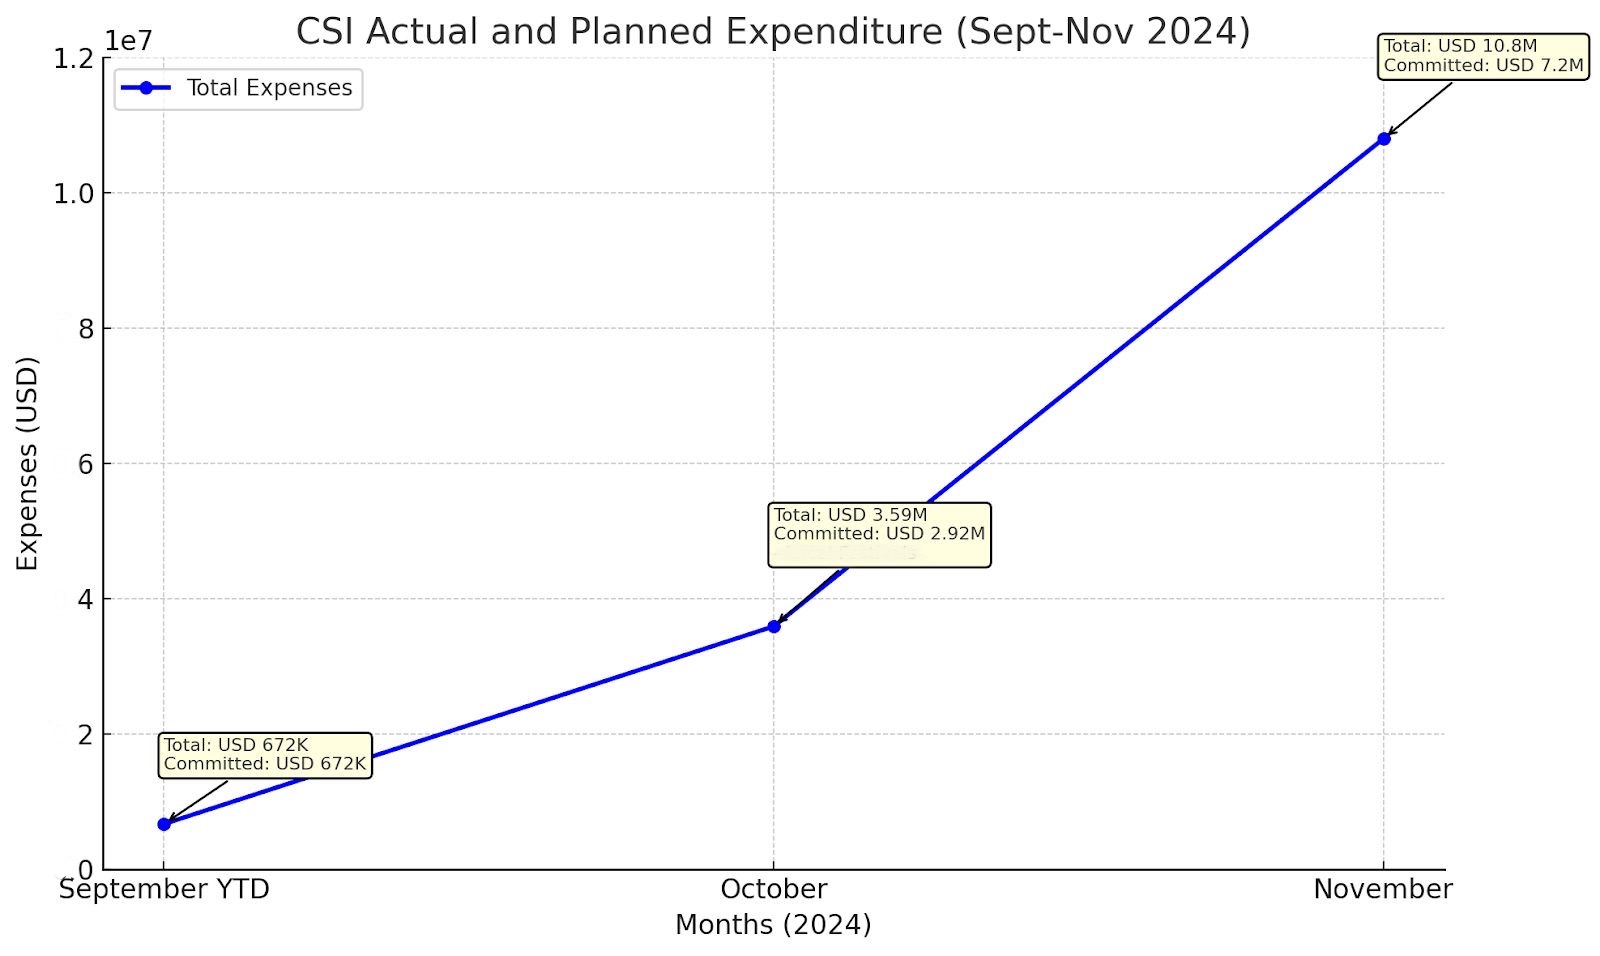 CSI Actual and Planned Expenditure (Sept-Nov 2024)
1e7
Total Expenses
Total: USD 10.8M
Committed: USD 7.2M
Total: USD 3.59M
Committed: USD 2.92M
Total: USD 672K
Committed: USD 672K
Expenses (USD)
1.2
1.0
8
6
4
2
0
September YTD
October
November
Months (2024)